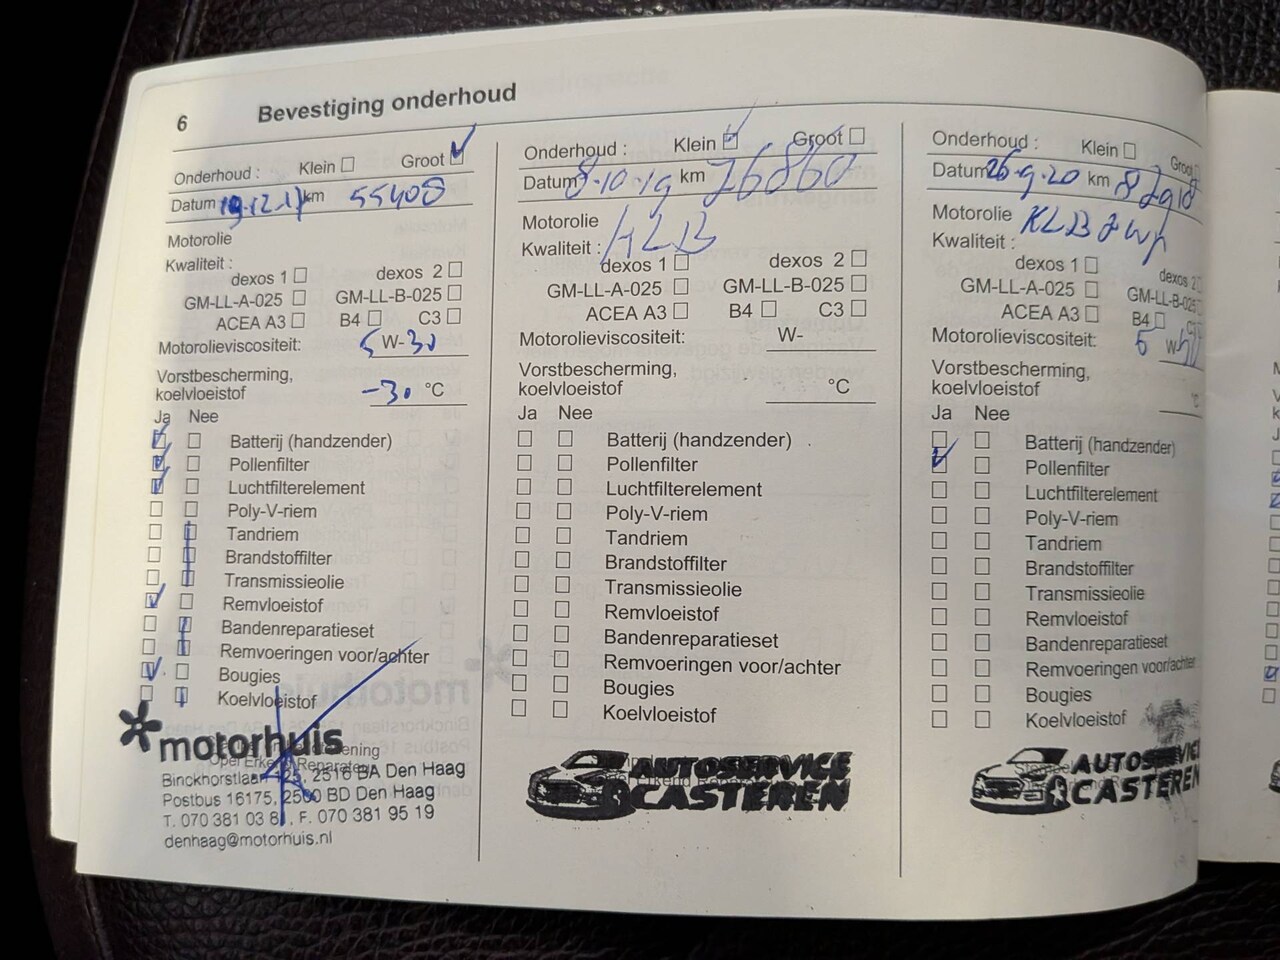 6 Bevestiging onderhoud
Onderhoud : Klein Groot
Datum km 55408
Motorolie
Kwaliteit :
dexos 1 dexos 2
GM-LL-A-025 GM-LL-B-025
ACEA A3 B4 C3
Motorolieviscositeit: 5 W-30
Vorstbescherming,
koelvloeistof -30 °C
Ja Nee
Batterij (handzender)
Pollenfilter
Luchtfilterelement
Poly-V-riem
Tandriem
Brandstoffilter
Transmissieolie
Remvloeistof
Bandenreparatieset
Remvoeringen voor/achter
Bougies
Koelvloeistof
motorhuis
Binckhorstlaan 2516 BA Den Haag
Postbus 16175, 2500 BD Den Haag
T. 070 381 03 F. 070 381 95 19
denhaag@motorhuis.nl
Onderhoud : Klein Groot
Datum 8-10-19 km 76860
Motorolie
Kwaliteit :
dexos 1 dexos 2
GM-LL-A-025 GM-LL-B-025
ACEA A3 B4 C3
Motorolieviscositeit: W-
Vorstbescherming,
koelvloeistof °C
Ja Nee
Batterij (handzender)
Pollenfilter
Luchtfilterelement
Poly-V-riem
Tandriem
Brandstoffilter
Transmissieolie
Remvloeistof
Bandenreparatieset
Remvoeringen voor/achter
Bougies
Koelvloeistof
AUTOSERVICE
CASTEREN
Onderhoud : Klein Groot
Datum 26-9-20 km 82918
Motorolie KLB
Kwaliteit :
dexos 1 dexos 2
GM-LL-A-025 GM-LL-B-025
ACEA A3 B4
Motorolieviscositeit: 5 W
Vorstbescherming,
koelvloeistof °C
Ja Nee
Batterij (handzender)
Pollenfilter
Luchtfilterelement
Poly-V-riem
Tandriem
Brandstoffilter
Transmissieolie
Remvloeistof
Bandenreparatieset
Remvoeringen voor/achter
Bougies
Koelvloeistof
AUTOSERVICE
CASTEREN